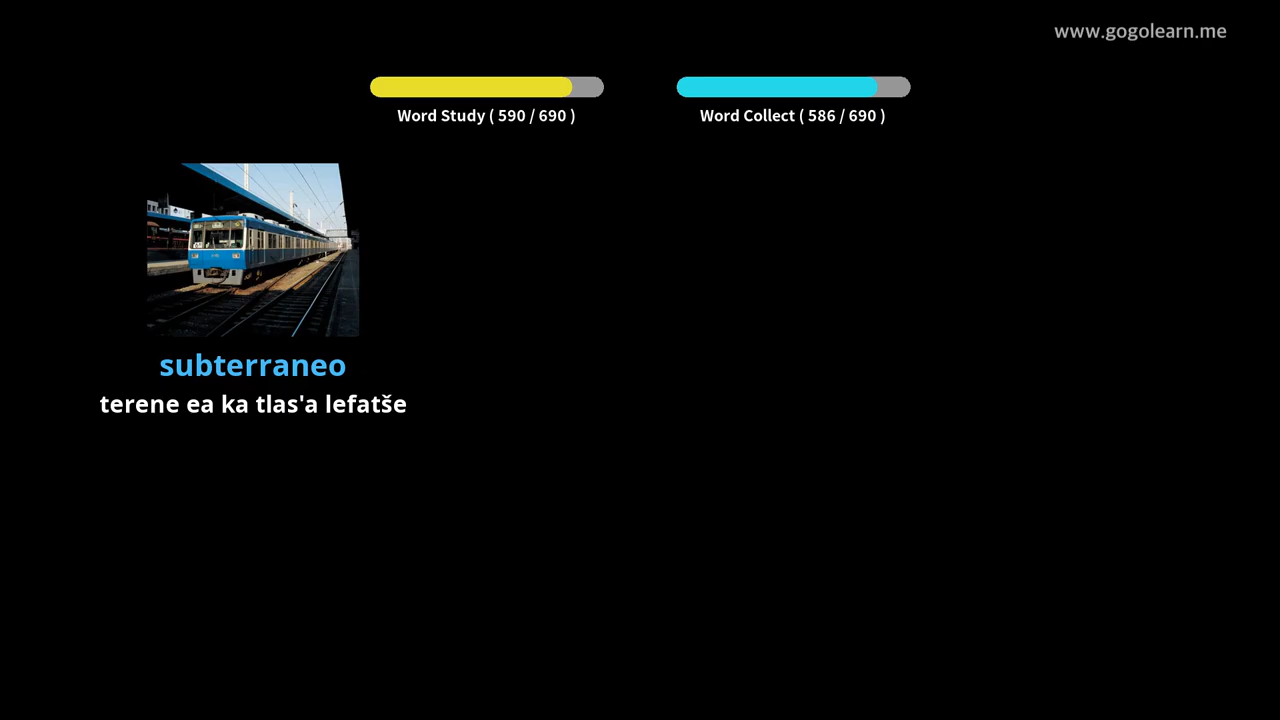 www.gogolearn.me
Word Study ( 590 / 690 )
Word Collect ( 586 / 690 )
subterraneo
terene ea ka tlas'a lefatše